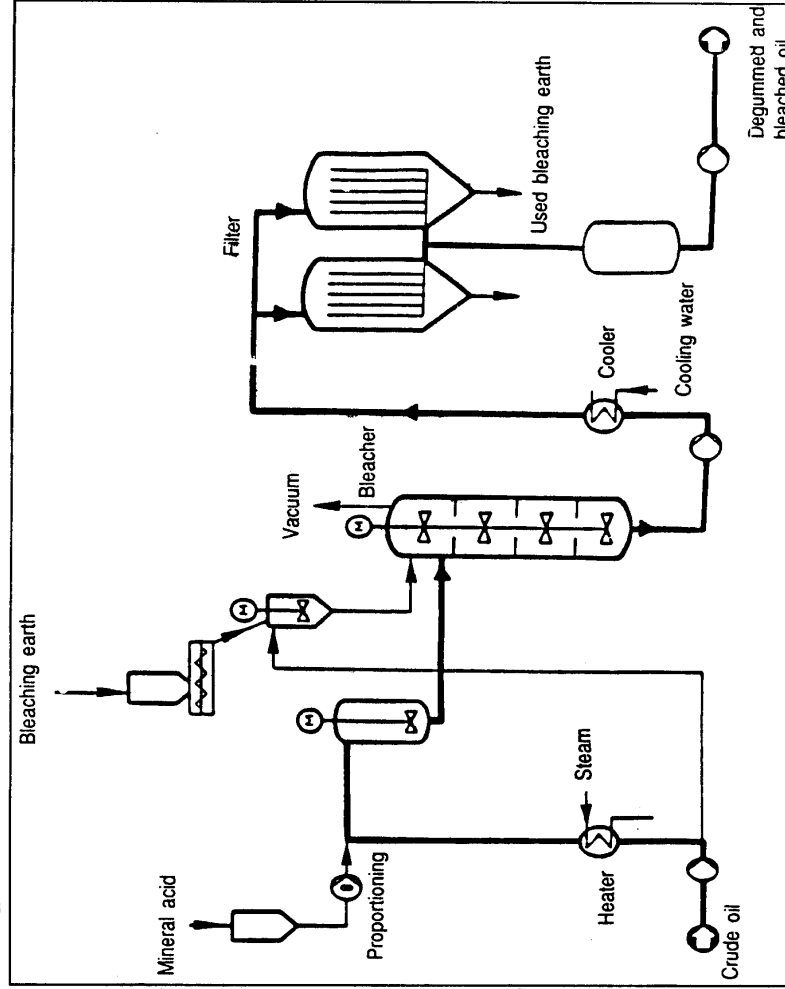 Bleaching earth
Mineral acid
Proportioning
M
M
Vacuum
M
Bleacher
Filter
Used bleaching earth
Steam
Heater
Cooler
Cooling water
Crude oil
Degummed and
bleached oil